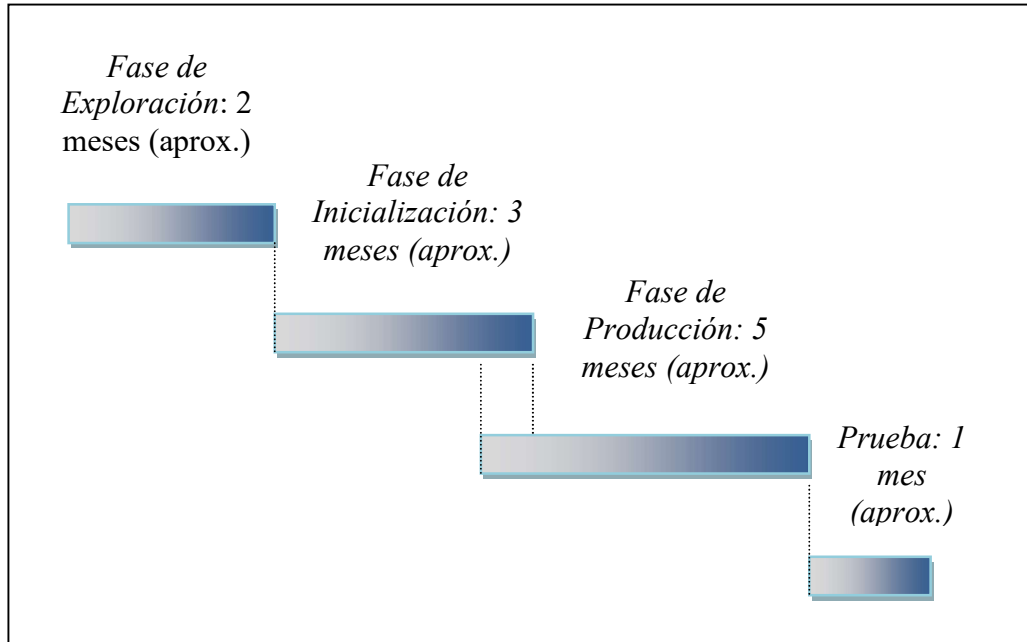 Fase de
Exploración: 2
meses (aprox.)
Fase de
Inicialización: 3
meses (aprox.)
Fase de
Producción: 5
meses (aprox.)
Prueba: 1
mes
(aprox.)